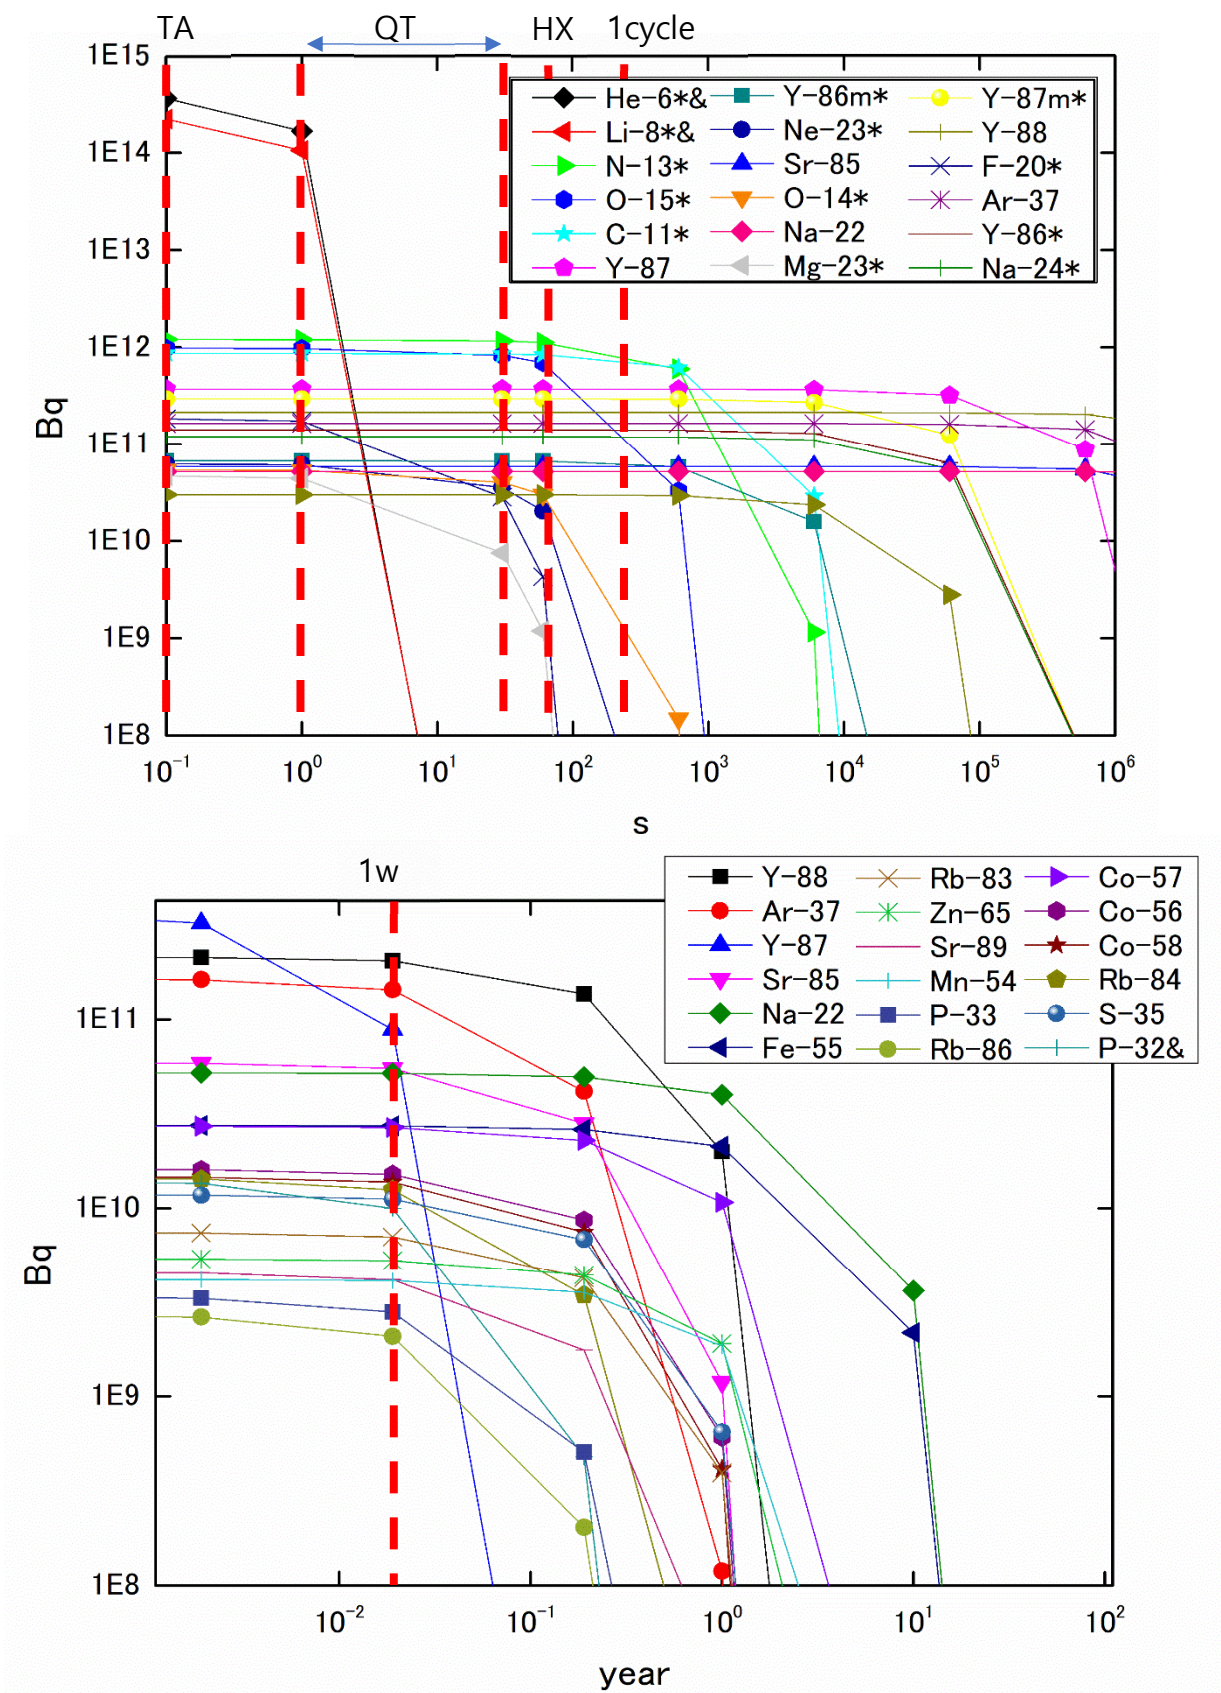 TA QT HX 1cycle
1E15
1E14
1E13
1E12
1E11
1E10
1E9
1E8
Bq
He-6*& Y-86m* Y-87m*
Li-8*& Ne-23* Y-88
N-13* Sr-85 F-20*
O-15* O-14* Ar-37
C-11* Na-22 Y-86*
Y-87 Mg-23* Na-24*
10⁻¹ 10⁰ 10¹ 10² 10³ 10⁴ 10⁵ 10⁶
s
1w
Y-88 Rb-83 Co-57
Ar-37 Zn-65 Co-56
Y-87 Sr-89 Co-58
Sr-85 Mn-54 Rb-84
Na-22 P-33 S-35
Fe-55 Rb-86 P-32&
1E11
1E10
1E9
1E8
Bq
10⁻² 10⁻¹ 10⁰ 10¹ 10²
year